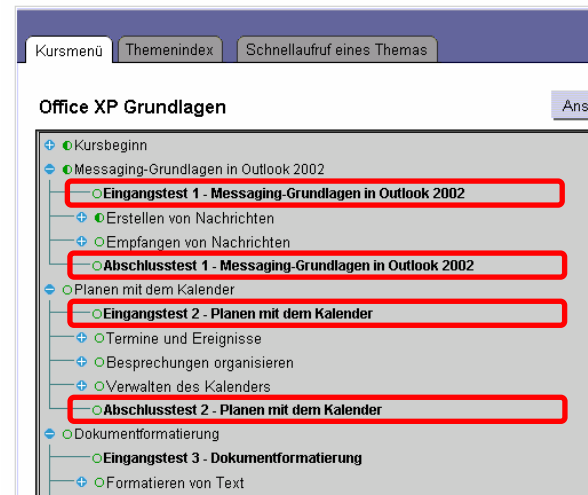 Kursmenü Themenindex Schnellaufruf eines Themas
Office XP Grundlagen Ans
Kursbeginn
Messaging-Grundlagen in Outlook 2002
Eingangstest 1 - Messaging-Grundlagen in Outlook 2002
Erstellen von Nachrichten
Empfangen von Nachrichten
Abschlusstest 1 - Messaging-Grundlagen in Outlook 2002
Planen mit dem Kalender
Eingangstest 2 - Planen mit dem Kalender
Termine und Ereignisse
Besprechungen organisieren
Verwalten des Kalenders
Abschlusstest 2 - Planen mit dem Kalender
Dokumentformatierung
Eingangstest 3 - Dokumentformatierung
Formatieren von Text